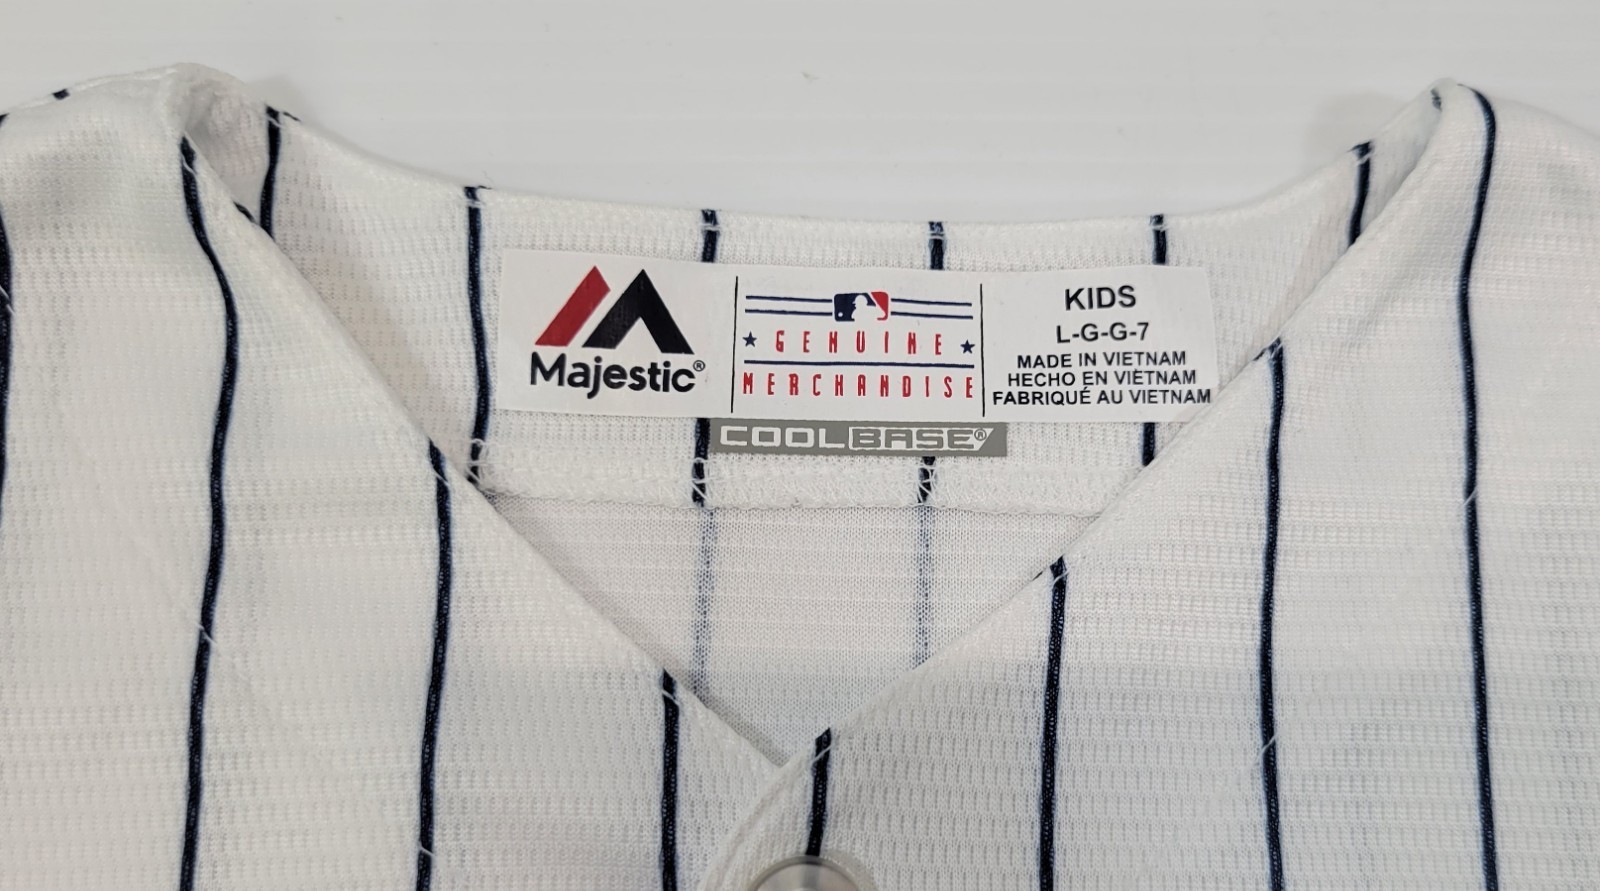 Majestic®
GENUINE
MERCHANDISE
KIDS
L-G-G-7
MADE IN VIETNAM
HECHO EN VIETNAM
FABRIQUÉ AU VIETNAM
COOLBASE®